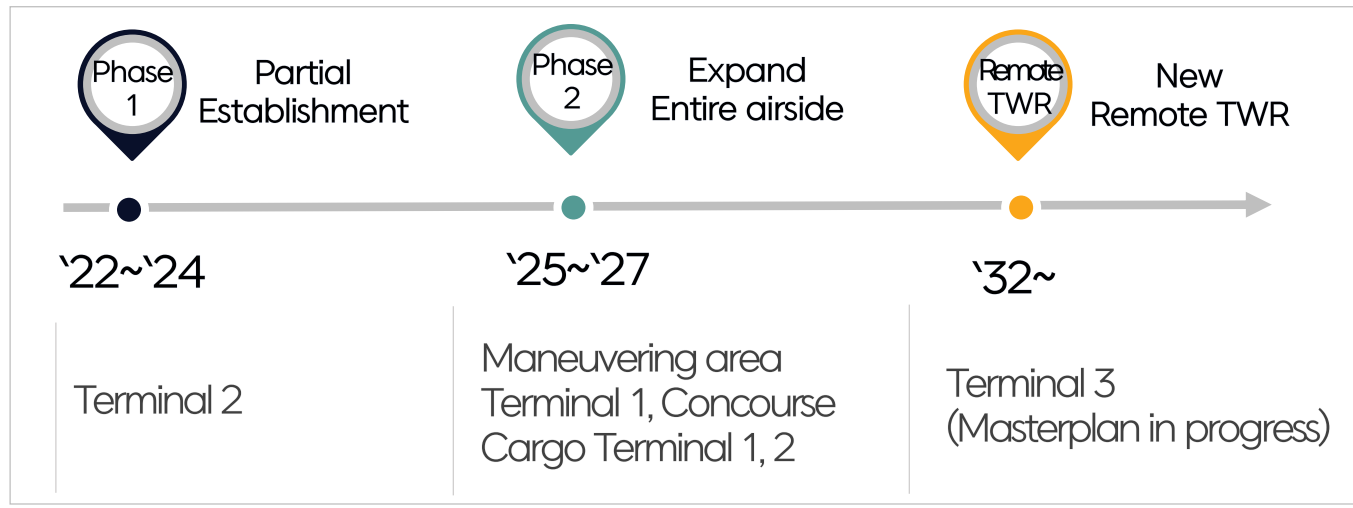 Phase
1
Partial
Establishment
Phase
2
Expand
Entire airside
Remote
TWR
New
Remote TWR
‵22~‵24
‵25~‵27
‵32~
Terminal 2
Maneuvering area
Terminal 1, Concourse
Cargo Terminal 1, 2
Terminal 3
(Masterplan in progress)